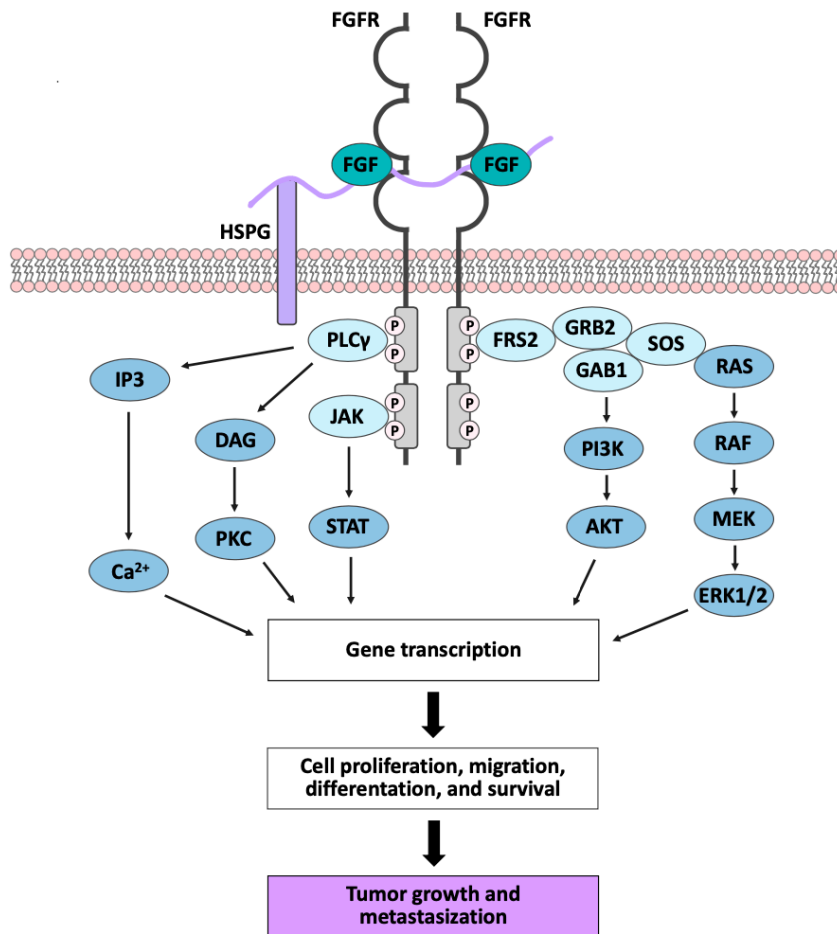 FGFR
FGFR
FGF
FGF
HSPG
P
P
P
P
P
P
P
P
PLCγ
FRS2
GRB2
SOS
GAB1
RAS
IP3
JAK
DAG
PI3K
RAF
PKC
STAT
AKT
MEK
Ca²⁺
ERK1/2
Gene transcription
Cell proliferation, migration,
differentation, and survival
Tumor growth and
metastasization